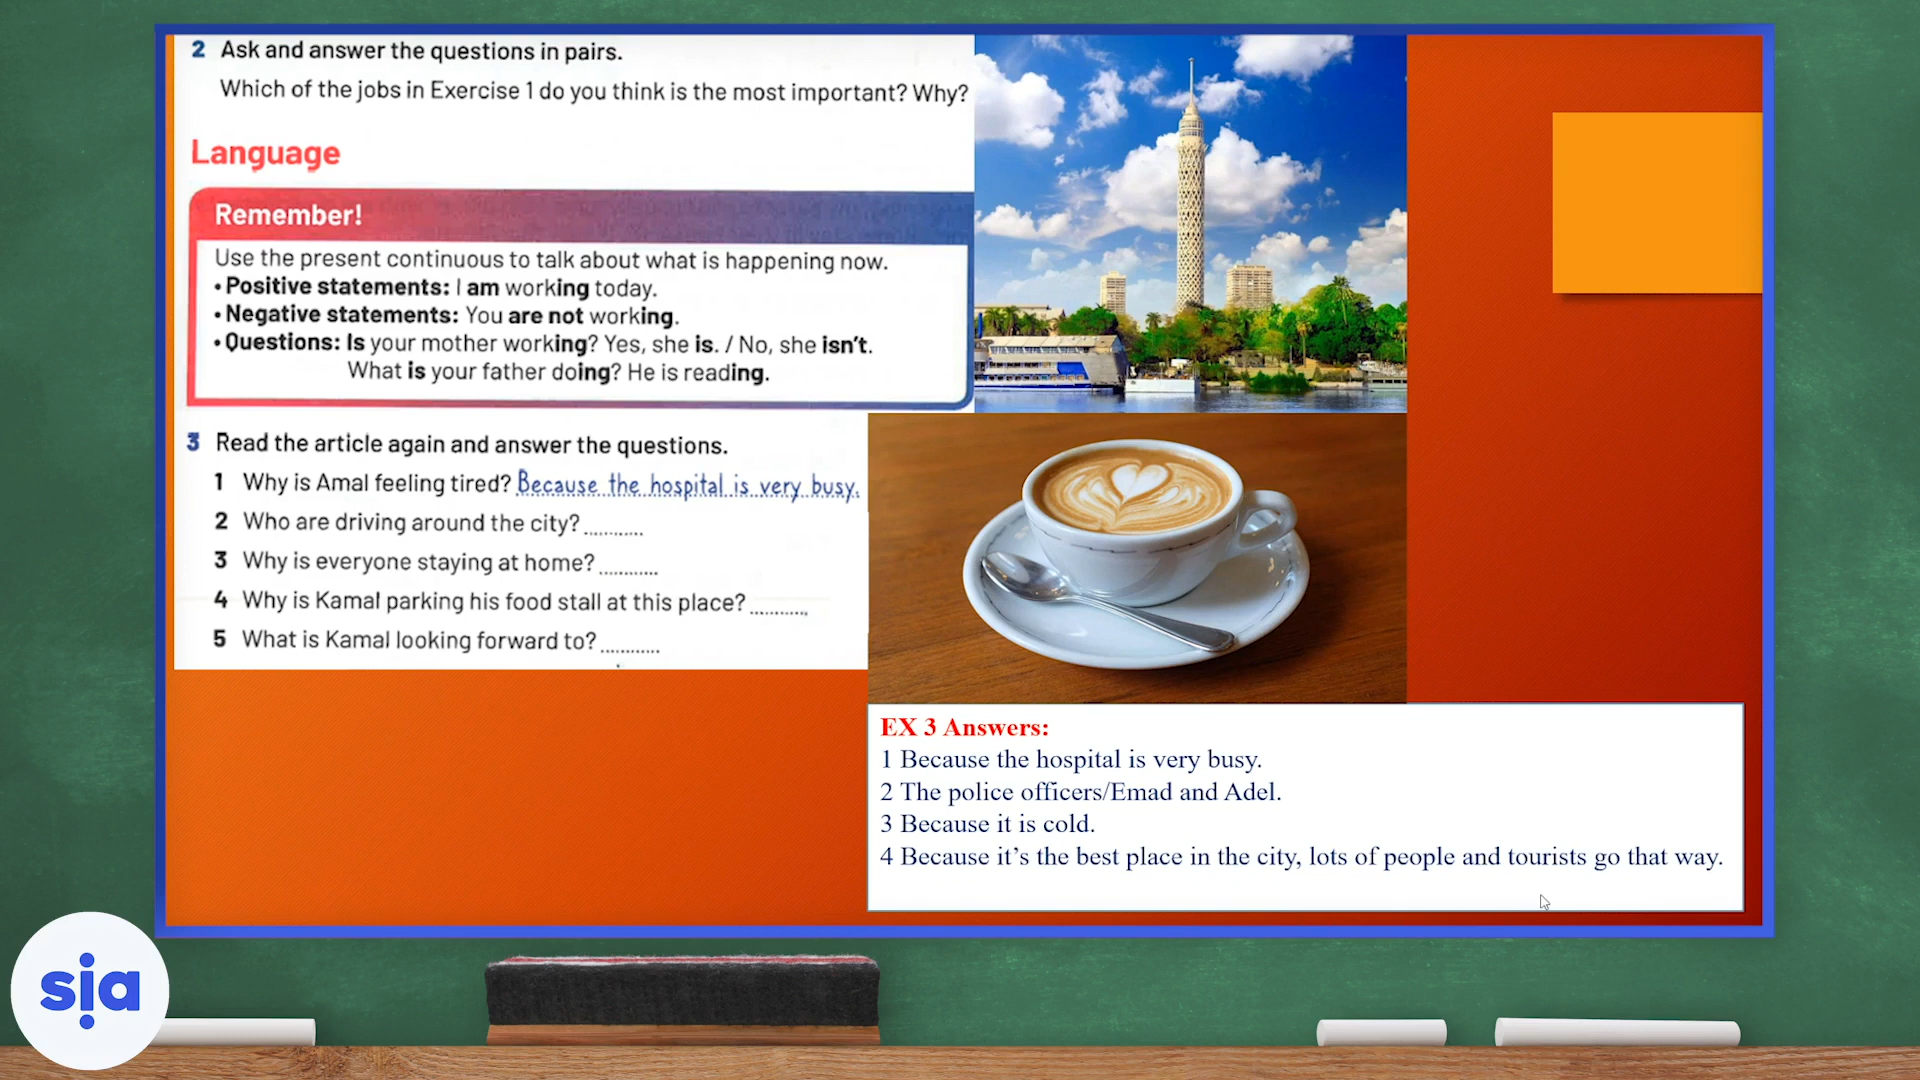 2 Ask and answer the questions in pairs.
Which of the jobs in Exercise 1 do you think is the most important? Why?
Language
Remember!
Use the present continuous to talk about what is happening now.
• Positive statements: I am working today.
• Negative statements: You are not working.
• Questions: Is your mother working? Yes, she is. / No, she isn't.
What is your father doing? He is reading.
3 Read the article again and answer the questions.
1 Why is Amal feeling tired? Because the hospital is very busy.
2 Who are driving around the city? ...........
3 Why is everyone staying at home? ...........
4 Why is Kamal parking his food stall at this place? ...........
5 What is Kamal looking forward to? ...........
EX 3 Answers:
1 Because the hospital is very busy.
2 The police officers/Emad and Adel.
3 Because it is cold.
4 Because it's the best place in the city, lots of people and tourists go that way.
sia